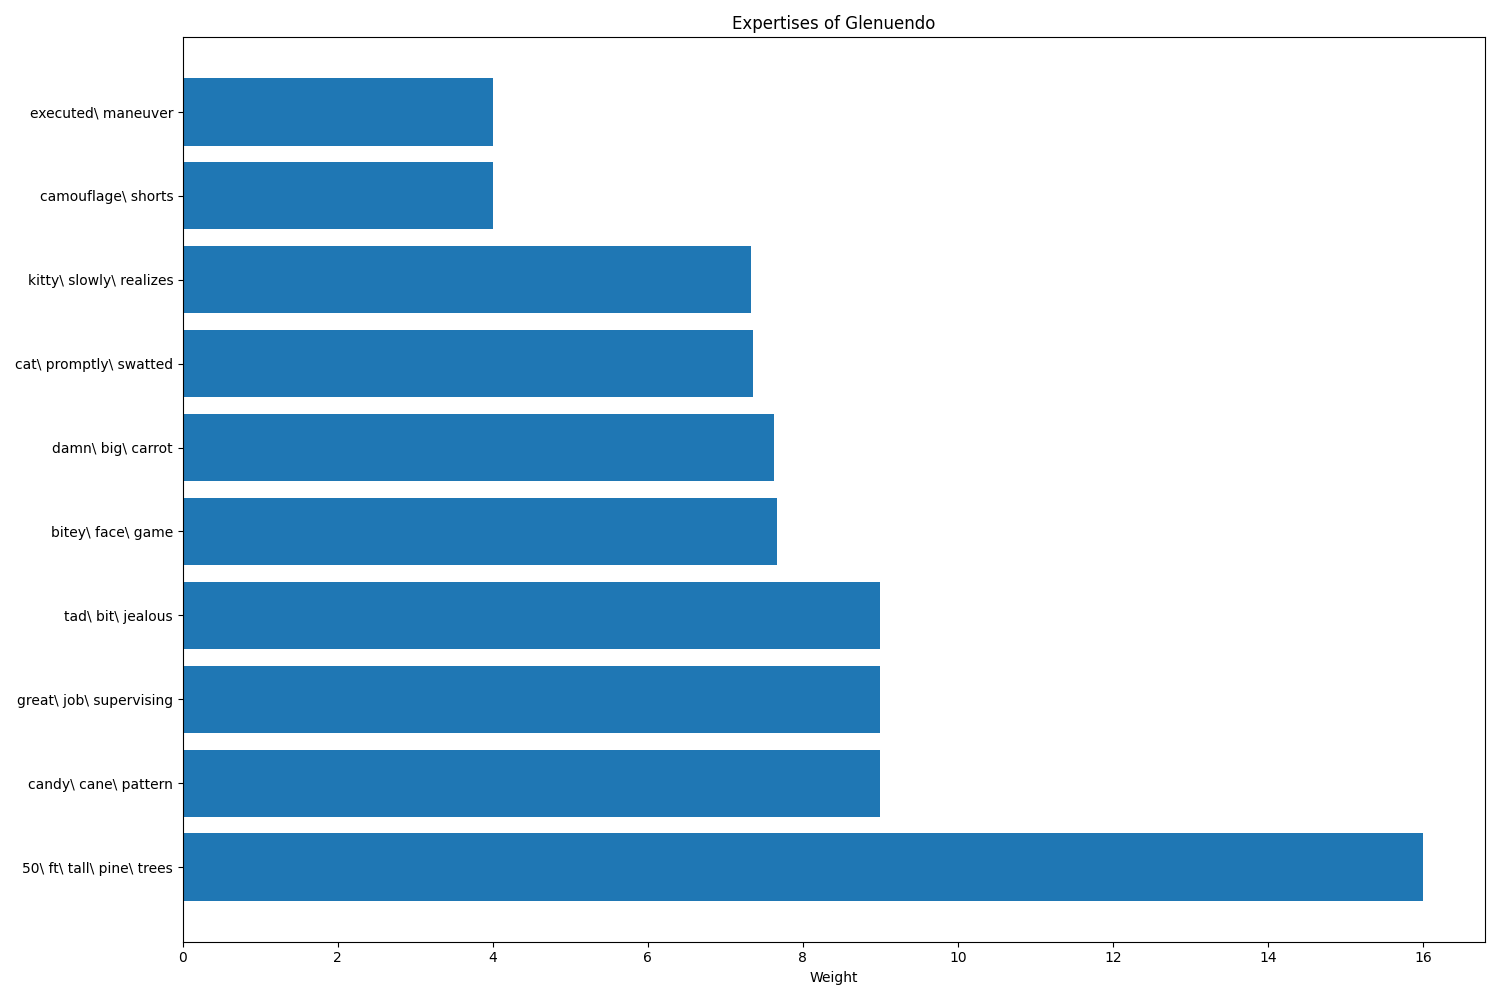 Expertises of Glenuendo
executed\ maneuver
camouflage\ shorts
kitty\ slowly\ realizes
cat\ promptly\ swatted
damn\ big\ carrot
bitey\ face\ game
tad\ bit\ jealous
great\ job\ supervising
candy\ cane\ pattern
50\ ft\ tall\ pine\ trees
0 2 4 6 8 10 12 14 16
Weight